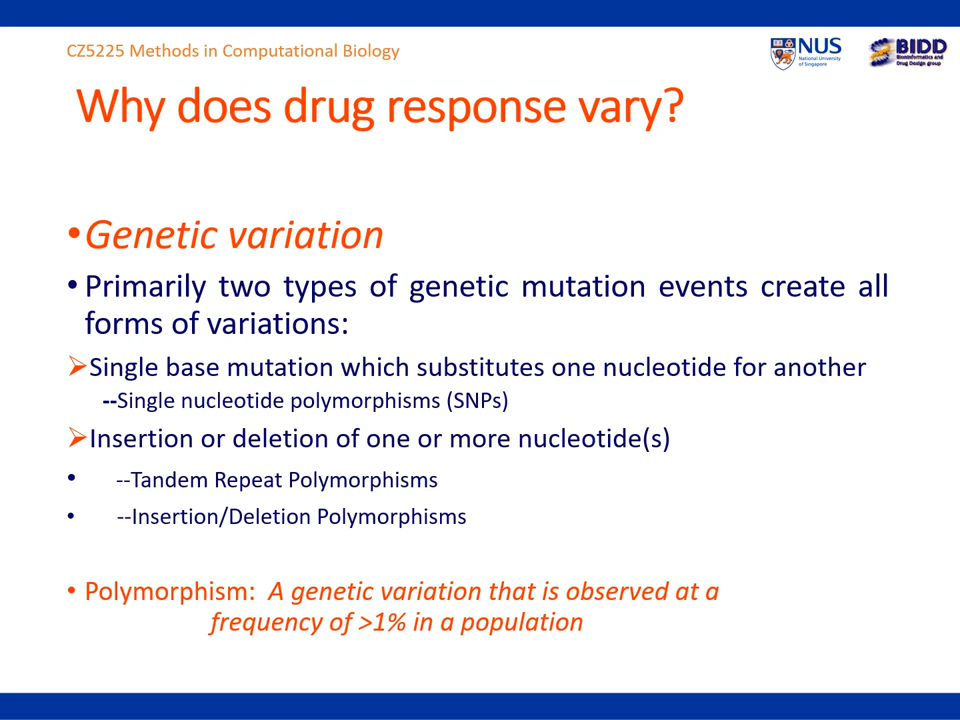 CZ5225 Methods in Computational Biology
NUS
National University
of Singapore
BIDD
Bioinformatics and
Drug Design group
Why does drug response vary?
•Genetic variation
• Primarily two types of genetic mutation events create all
forms of variations:
➢Single base mutation which substitutes one nucleotide for another
--Single nucleotide polymorphisms (SNPs)
➢Insertion or deletion of one or more nucleotide(s)
• --Tandem Repeat Polymorphisms
• --Insertion/Deletion Polymorphisms
• Polymorphism: A genetic variation that is observed at a
frequency of >1% in a population